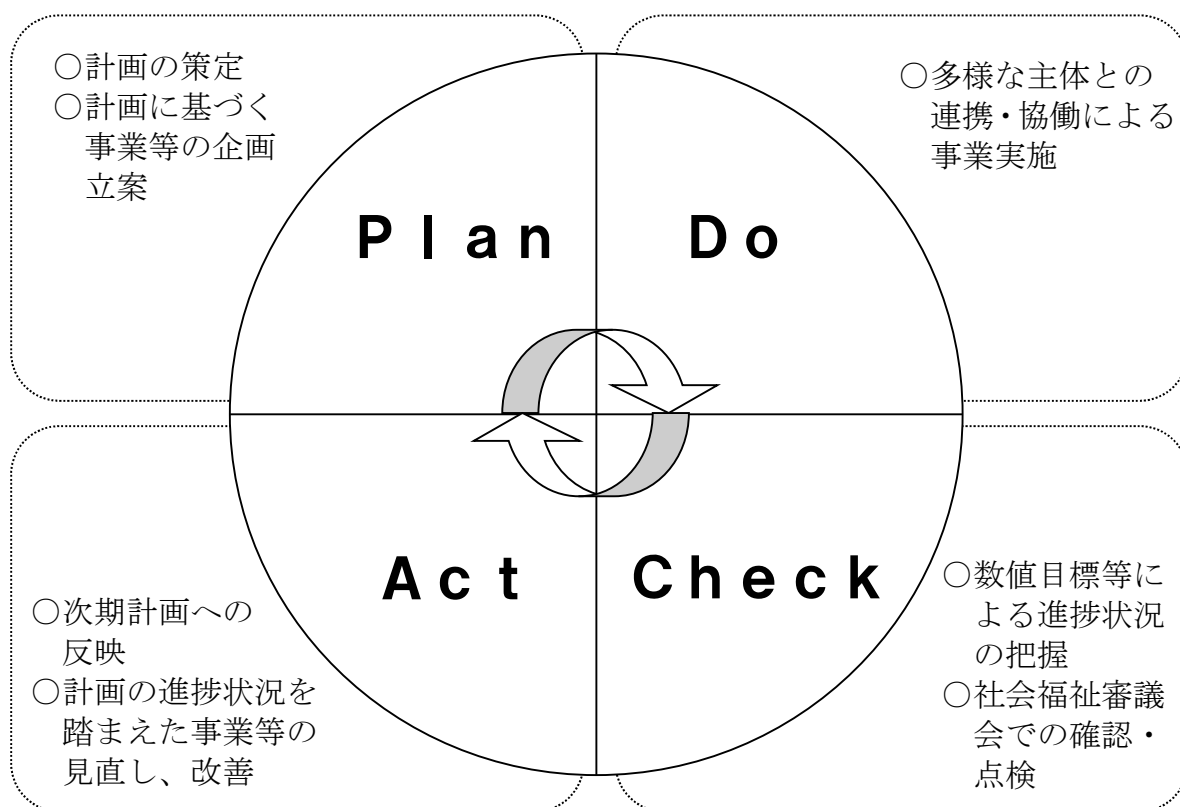 ○計画の策定
○計画に基づく
事業等の企画
立案
○多様な主体との
連携・協働による
事業実施
Plan
Do
Act
Check
○次期計画への
反映
○計画の進捗状況を
踏まえた事業等の
見直し、改善
○数値目標等に
よる進捗状況
の把握
○社会福祉審議
会での確認・
点検